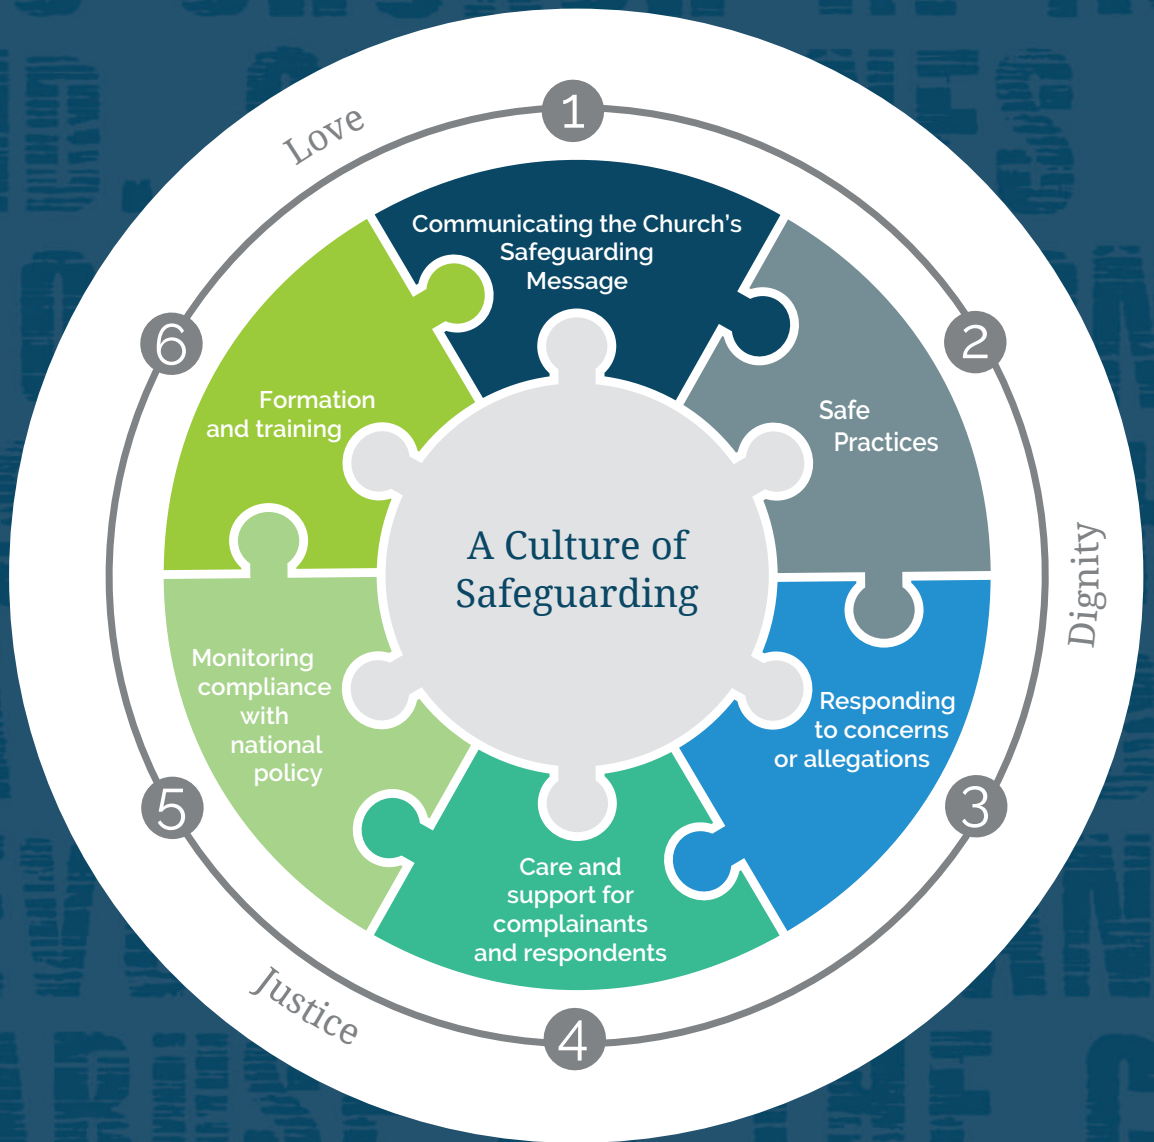 Love
1
Communicating the Church's
Safeguarding
Message
2
Safe
Practices
Dignity
3
Responding
to concerns
or allegations
4
Care and
support for
complainants
and respondents
Justice
5
Monitoring
compliance
with
national
policy
6
Formation
and training
A Culture of
Safeguarding